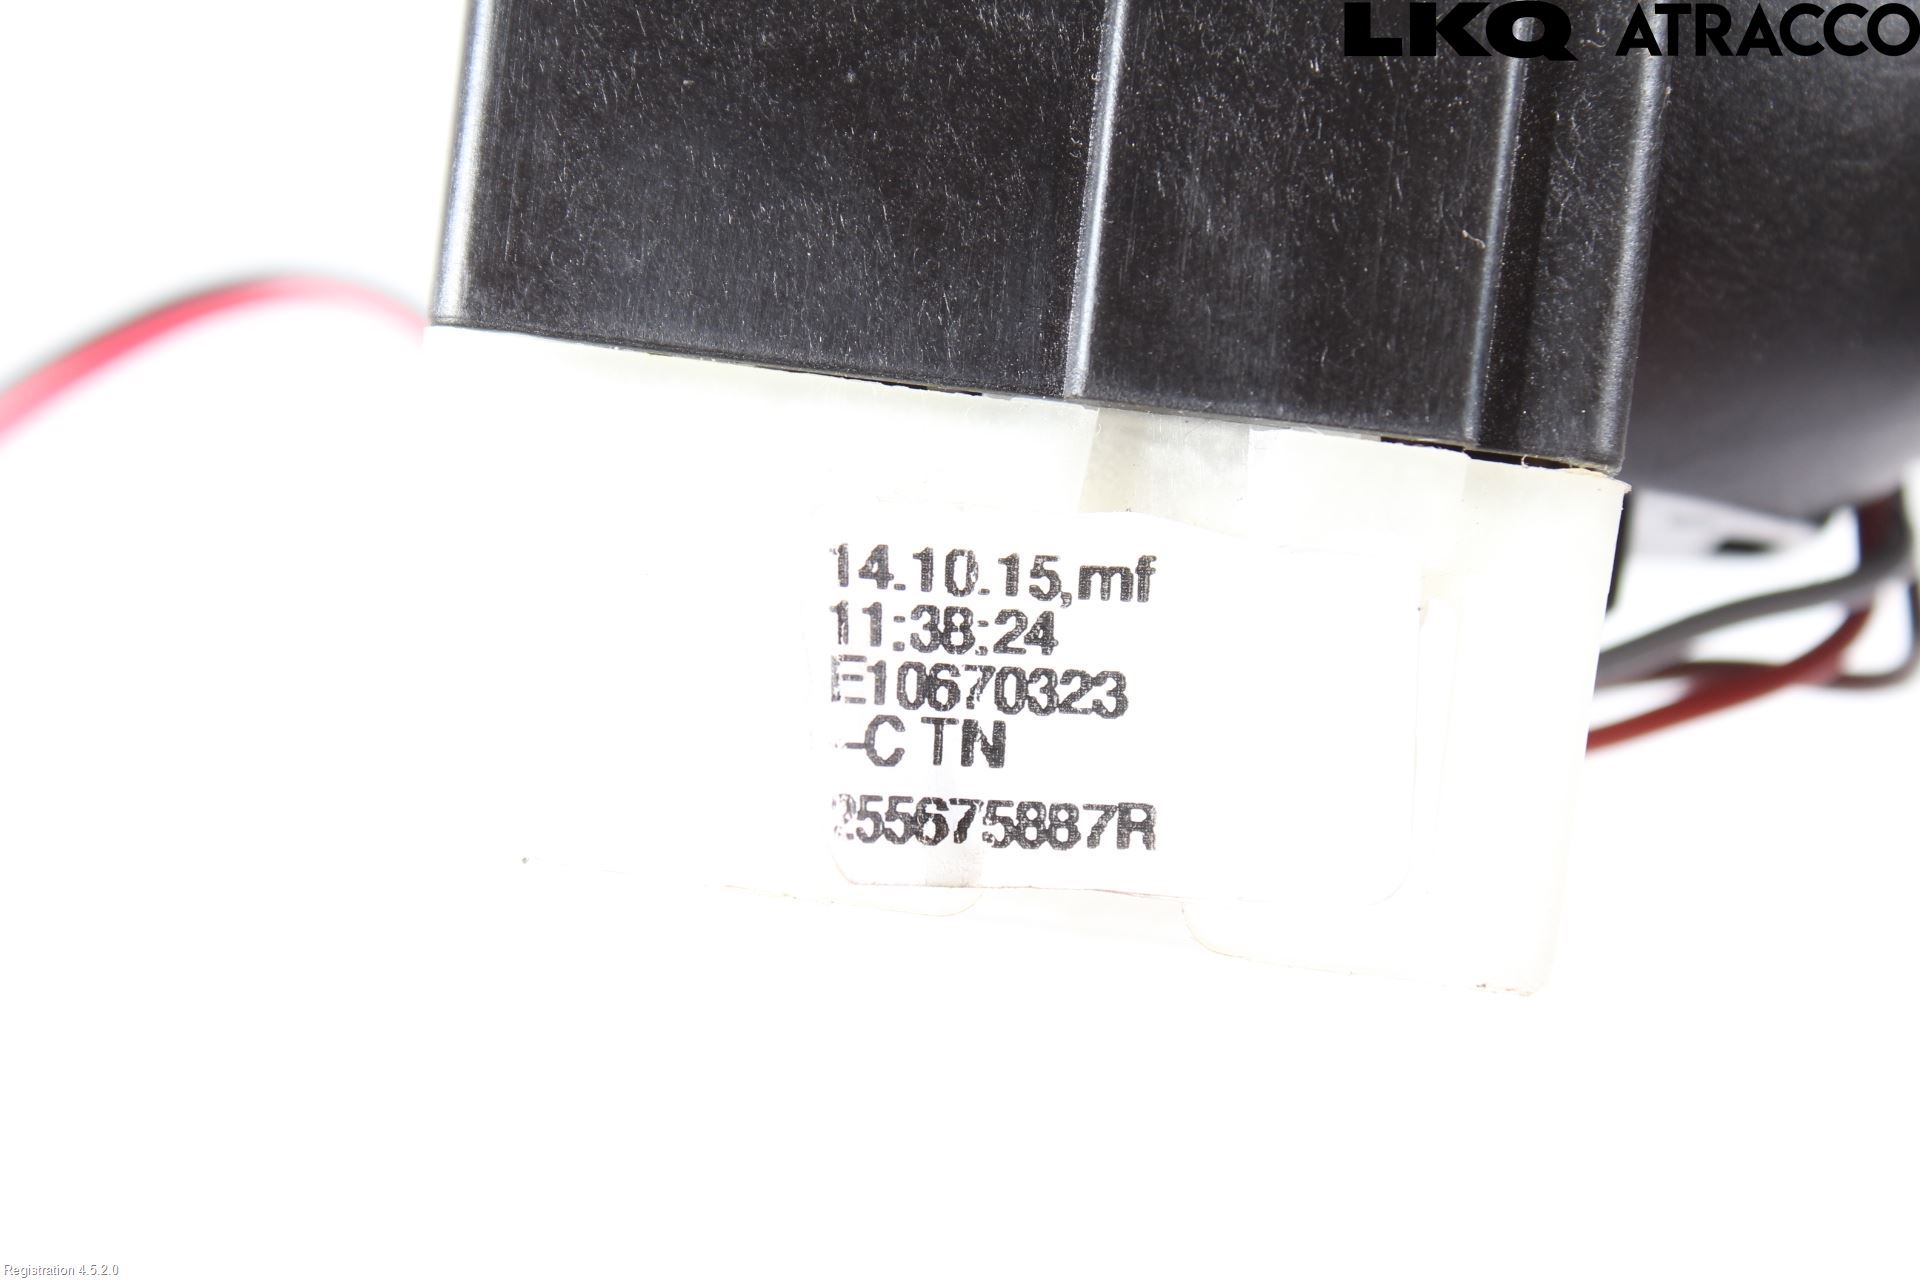 LKQ ATRACCO
14.10.15,mf
11:38:24
E10670323
-C TN
255675887R
Registration 4.5.2.0